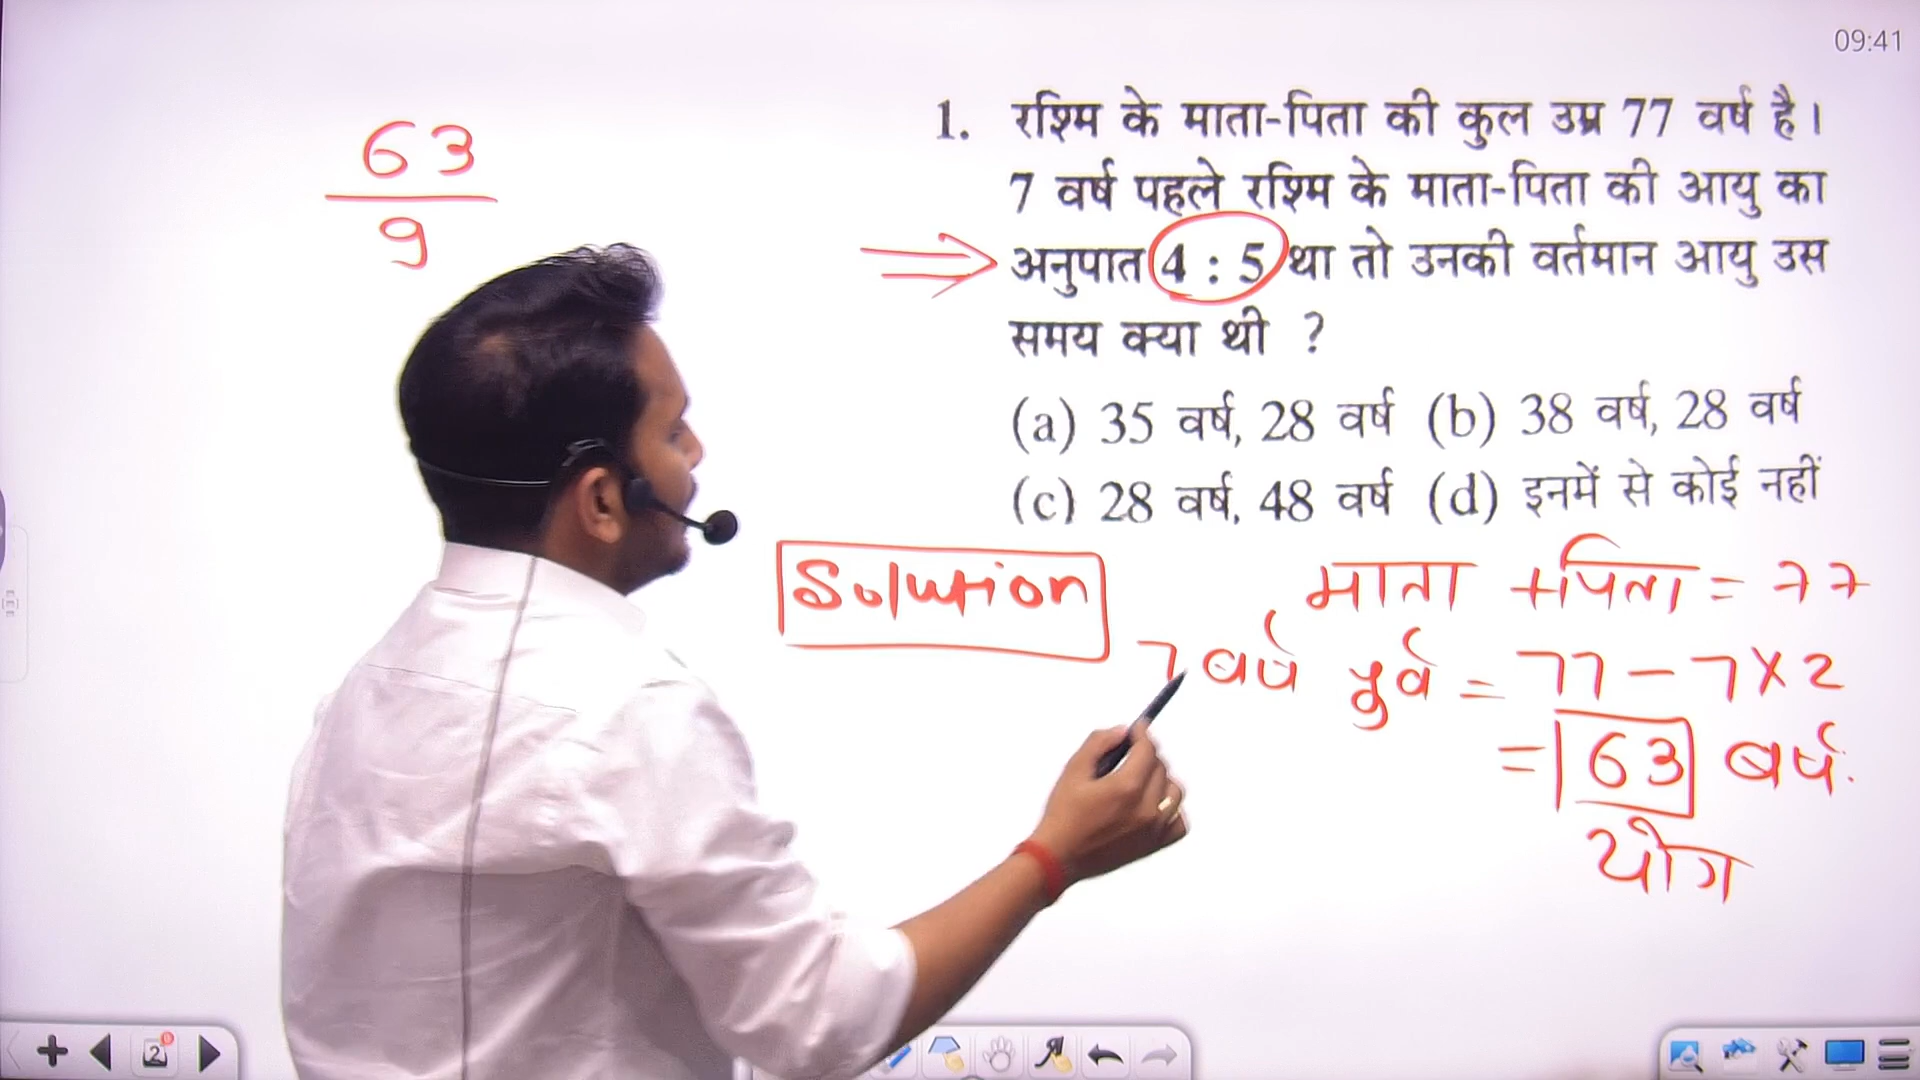 09:41
63
9
1. रश्मि के माता-पिता की कुल उम्र 77 वर्ष है।
7 वर्ष पहले रश्मि के माता-पिता की आयु का
अनुपात 4 : 5 था तो उनकी वर्तमान आयु उस
समय क्या थी ?
(a) 35 वर्ष, 28 वर्ष (b) 38 वर्ष, 28 वर्ष
(c) 28 वर्ष, 48 वर्ष (d) इनमें से कोई नहीं
Solution
माता + पिता = 77
7 वर्ष पुर्व = 77 - 7 × 2
= 63 वर्ष
योग
2